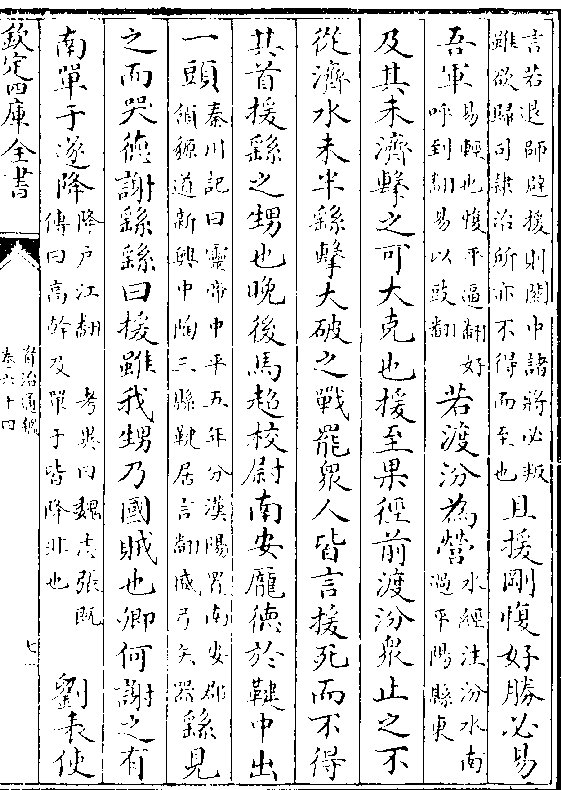 言若退師避援則關中諸將必叛
雖欲歸司隷治所亦不得而至也
且援剛愎好勝必易
吾軍
易輕也愎平逼翻好
呼到翻易以豉翻
若渡汾為營
水經注汾水南
過平陽縣東
及其未濟擊之可大克也援至果徑前渡汾衆止之不
從濟水未半繇擊大破之戰罷衆人皆言援死而不得
其首援繇之甥也晚後馬超校尉南安龐德於鞬中出
一頭
秦川記曰靈帝中平五年分漢陽置南安郡
領豲道新興中陶三縣鞬居言翻盛弓矢器
繇見
之而哭德謝繇繇曰援雖我甥乃國賊也卿何謝之有
南單于遂降
降戶江翻 考異曰魏志張既
傳曰高幹及單于皆降非也
劉表使
欽定四庫全書
資治通鑑
卷六十四
七